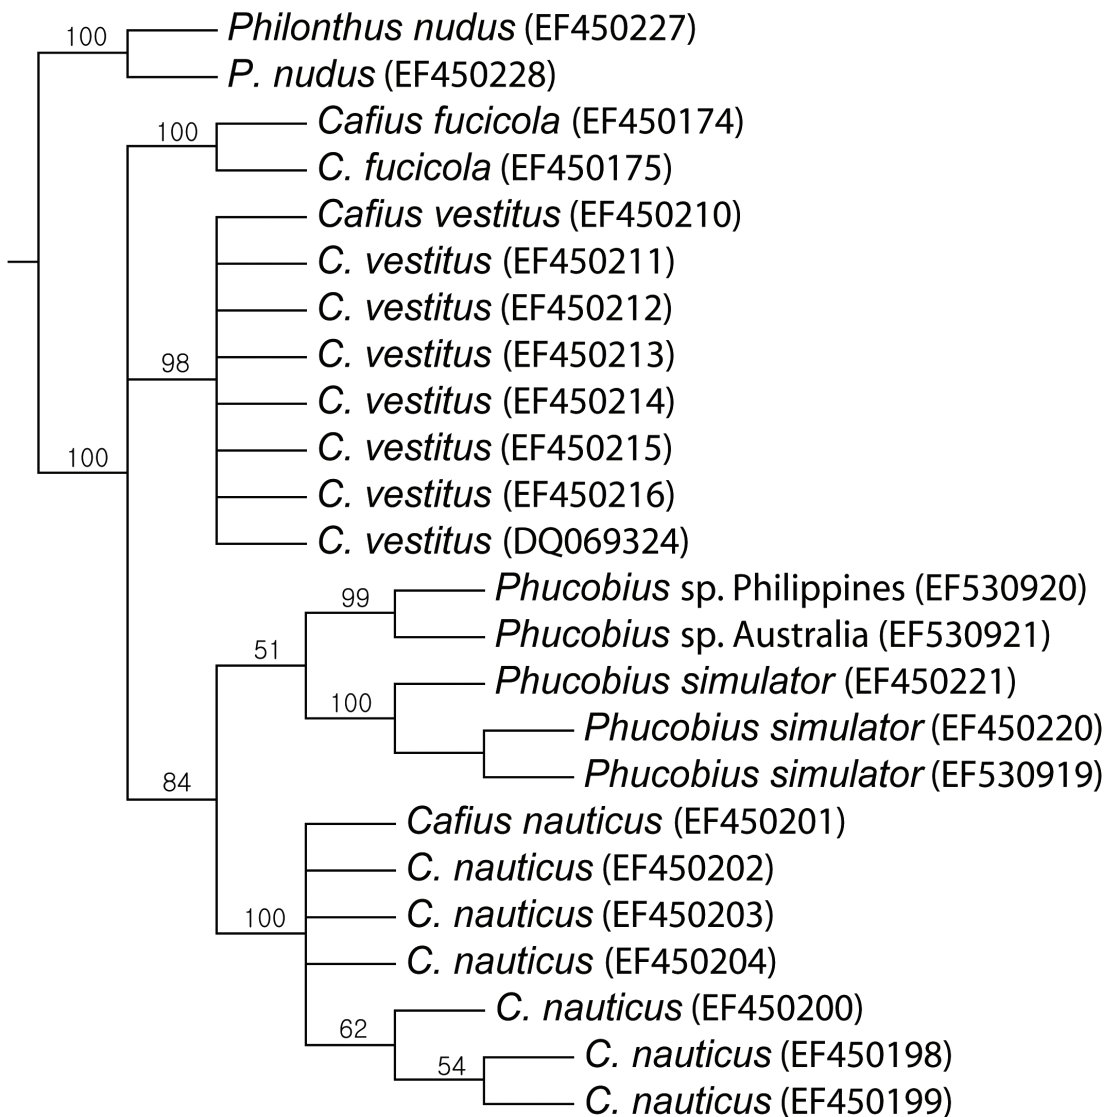 100
Philonthus nudus (EF450227)
P. nudus (EF450228)
Cafius fucicola (EF450174)
100
C. fucicola (EF450175)
Cafius vestitus (EF450210)
C. vestitus (EF450211)
C. vestitus (EF450212)
C. vestitus (EF450213)
98
C. vestitus (EF450214)
C. vestitus (EF450215)
100
C. vestitus (EF450216)
C. vestitus (DQ069324)
Phucobius sp. Philippines (EF530920)
99
Phucobius sp. Australia (EF530921)
51
Phucobius simulator (EF450221)
100
Phucobius simulator (EF450220)
Phucobius simulator (EF530919)
84
Cafius nauticus (EF450201)
C. nauticus (EF450202)
C. nauticus (EF450203)
100
C. nauticus (EF450204)
C. nauticus (EF450200)
62
C. nauticus (EF450198)
54
C. nauticus (EF450199)